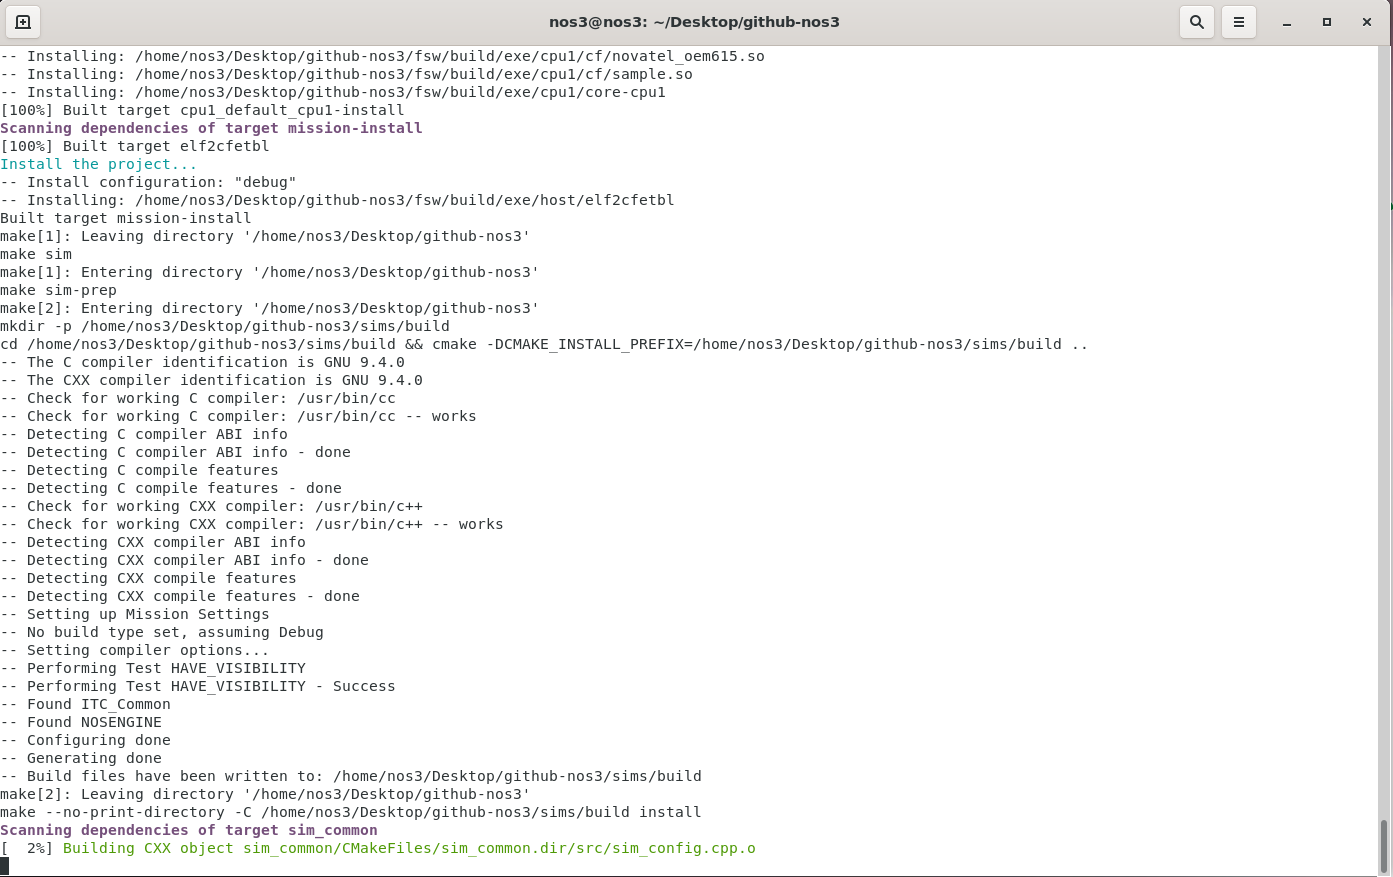 nos3@nos3: ~/Desktop/github-nos3
-- Installing: /home/nos3/Desktop/github-nos3/fsw/build/exe/cpu1/cf/novatel_oem615.so
-- Installing: /home/nos3/Desktop/github-nos3/fsw/build/exe/cpu1/cf/sample.so
-- Installing: /home/nos3/Desktop/github-nos3/fsw/build/exe/cpu1/core-cpu1
[100%] Built target cpu1_default_cpu1-install
Scanning dependencies of target mission-install
[100%] Built target elf2cfetbl
Install the project...
-- Install configuration: "debug"
-- Installing: /home/nos3/Desktop/github-nos3/fsw/build/exe/host/elf2cfetbl
Built target mission-install
make[1]: Leaving directory '/home/nos3/Desktop/github-nos3'
make sim
make[1]: Entering directory '/home/nos3/Desktop/github-nos3'
make sim-prep
make[2]: Entering directory '/home/nos3/Desktop/github-nos3'
mkdir -p /home/nos3/Desktop/github-nos3/sims/build
cd /home/nos3/Desktop/github-nos3/sims/build && cmake -DCMAKE_INSTALL_PREFIX=/home/nos3/Desktop/github-nos3/sims/build ..
-- The C compiler identification is GNU 9.4.0
-- The CXX compiler identification is GNU 9.4.0
-- Check for working C compiler: /usr/bin/cc
-- Check for working C compiler: /usr/bin/cc -- works
-- Detecting C compiler ABI info
-- Detecting C compiler ABI info - done
-- Detecting C compile features
-- Detecting C compile features - done
-- Check for working CXX compiler: /usr/bin/c++
-- Check for working CXX compiler: /usr/bin/c++ -- works
-- Detecting CXX compiler ABI info
-- Detecting CXX compiler ABI info - done
-- Detecting CXX compile features
-- Detecting CXX compile features - done
-- Setting up Mission Settings
-- No build type set, assuming Debug
-- Setting compiler options...
-- Performing Test HAVE_VISIBILITY
-- Performing Test HAVE_VISIBILITY - Success
-- Found ITC_Common
-- Found NOSENGINE
-- Configuring done
-- Generating done
-- Build files have been written to: /home/nos3/Desktop/github-nos3/sims/build
make[2]: Leaving directory '/home/nos3/Desktop/github-nos3'
make --no-print-directory -C /home/nos3/Desktop/github-nos3/sims/build install
Scanning dependencies of target sim_common
[  2%] Building CXX object sim_common/CMakeFiles/sim_common.dir/src/sim_config.cpp.o